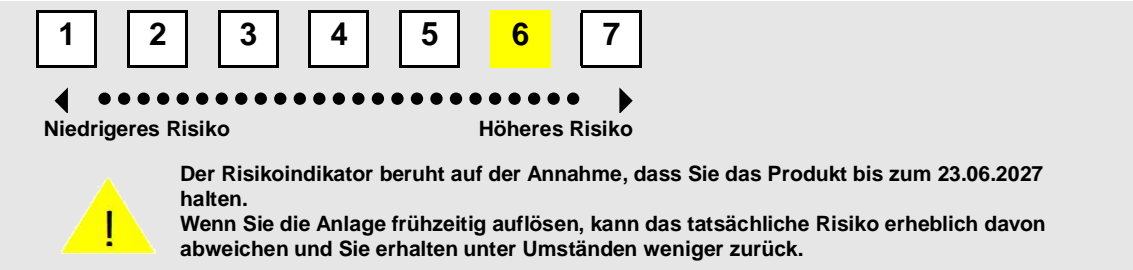 1 2 3 4 5 6 7
Niedrigeres Risiko Höheres Risiko
Der Risikoindikator beruht auf der Annahme, dass Sie das Produkt bis zum 23.06.2027
halten.
Wenn Sie die Anlage frühzeitig auflösen, kann das tatsächliche Risiko erheblich davon
abweichen und Sie erhalten unter Umständen weniger zurück.
!